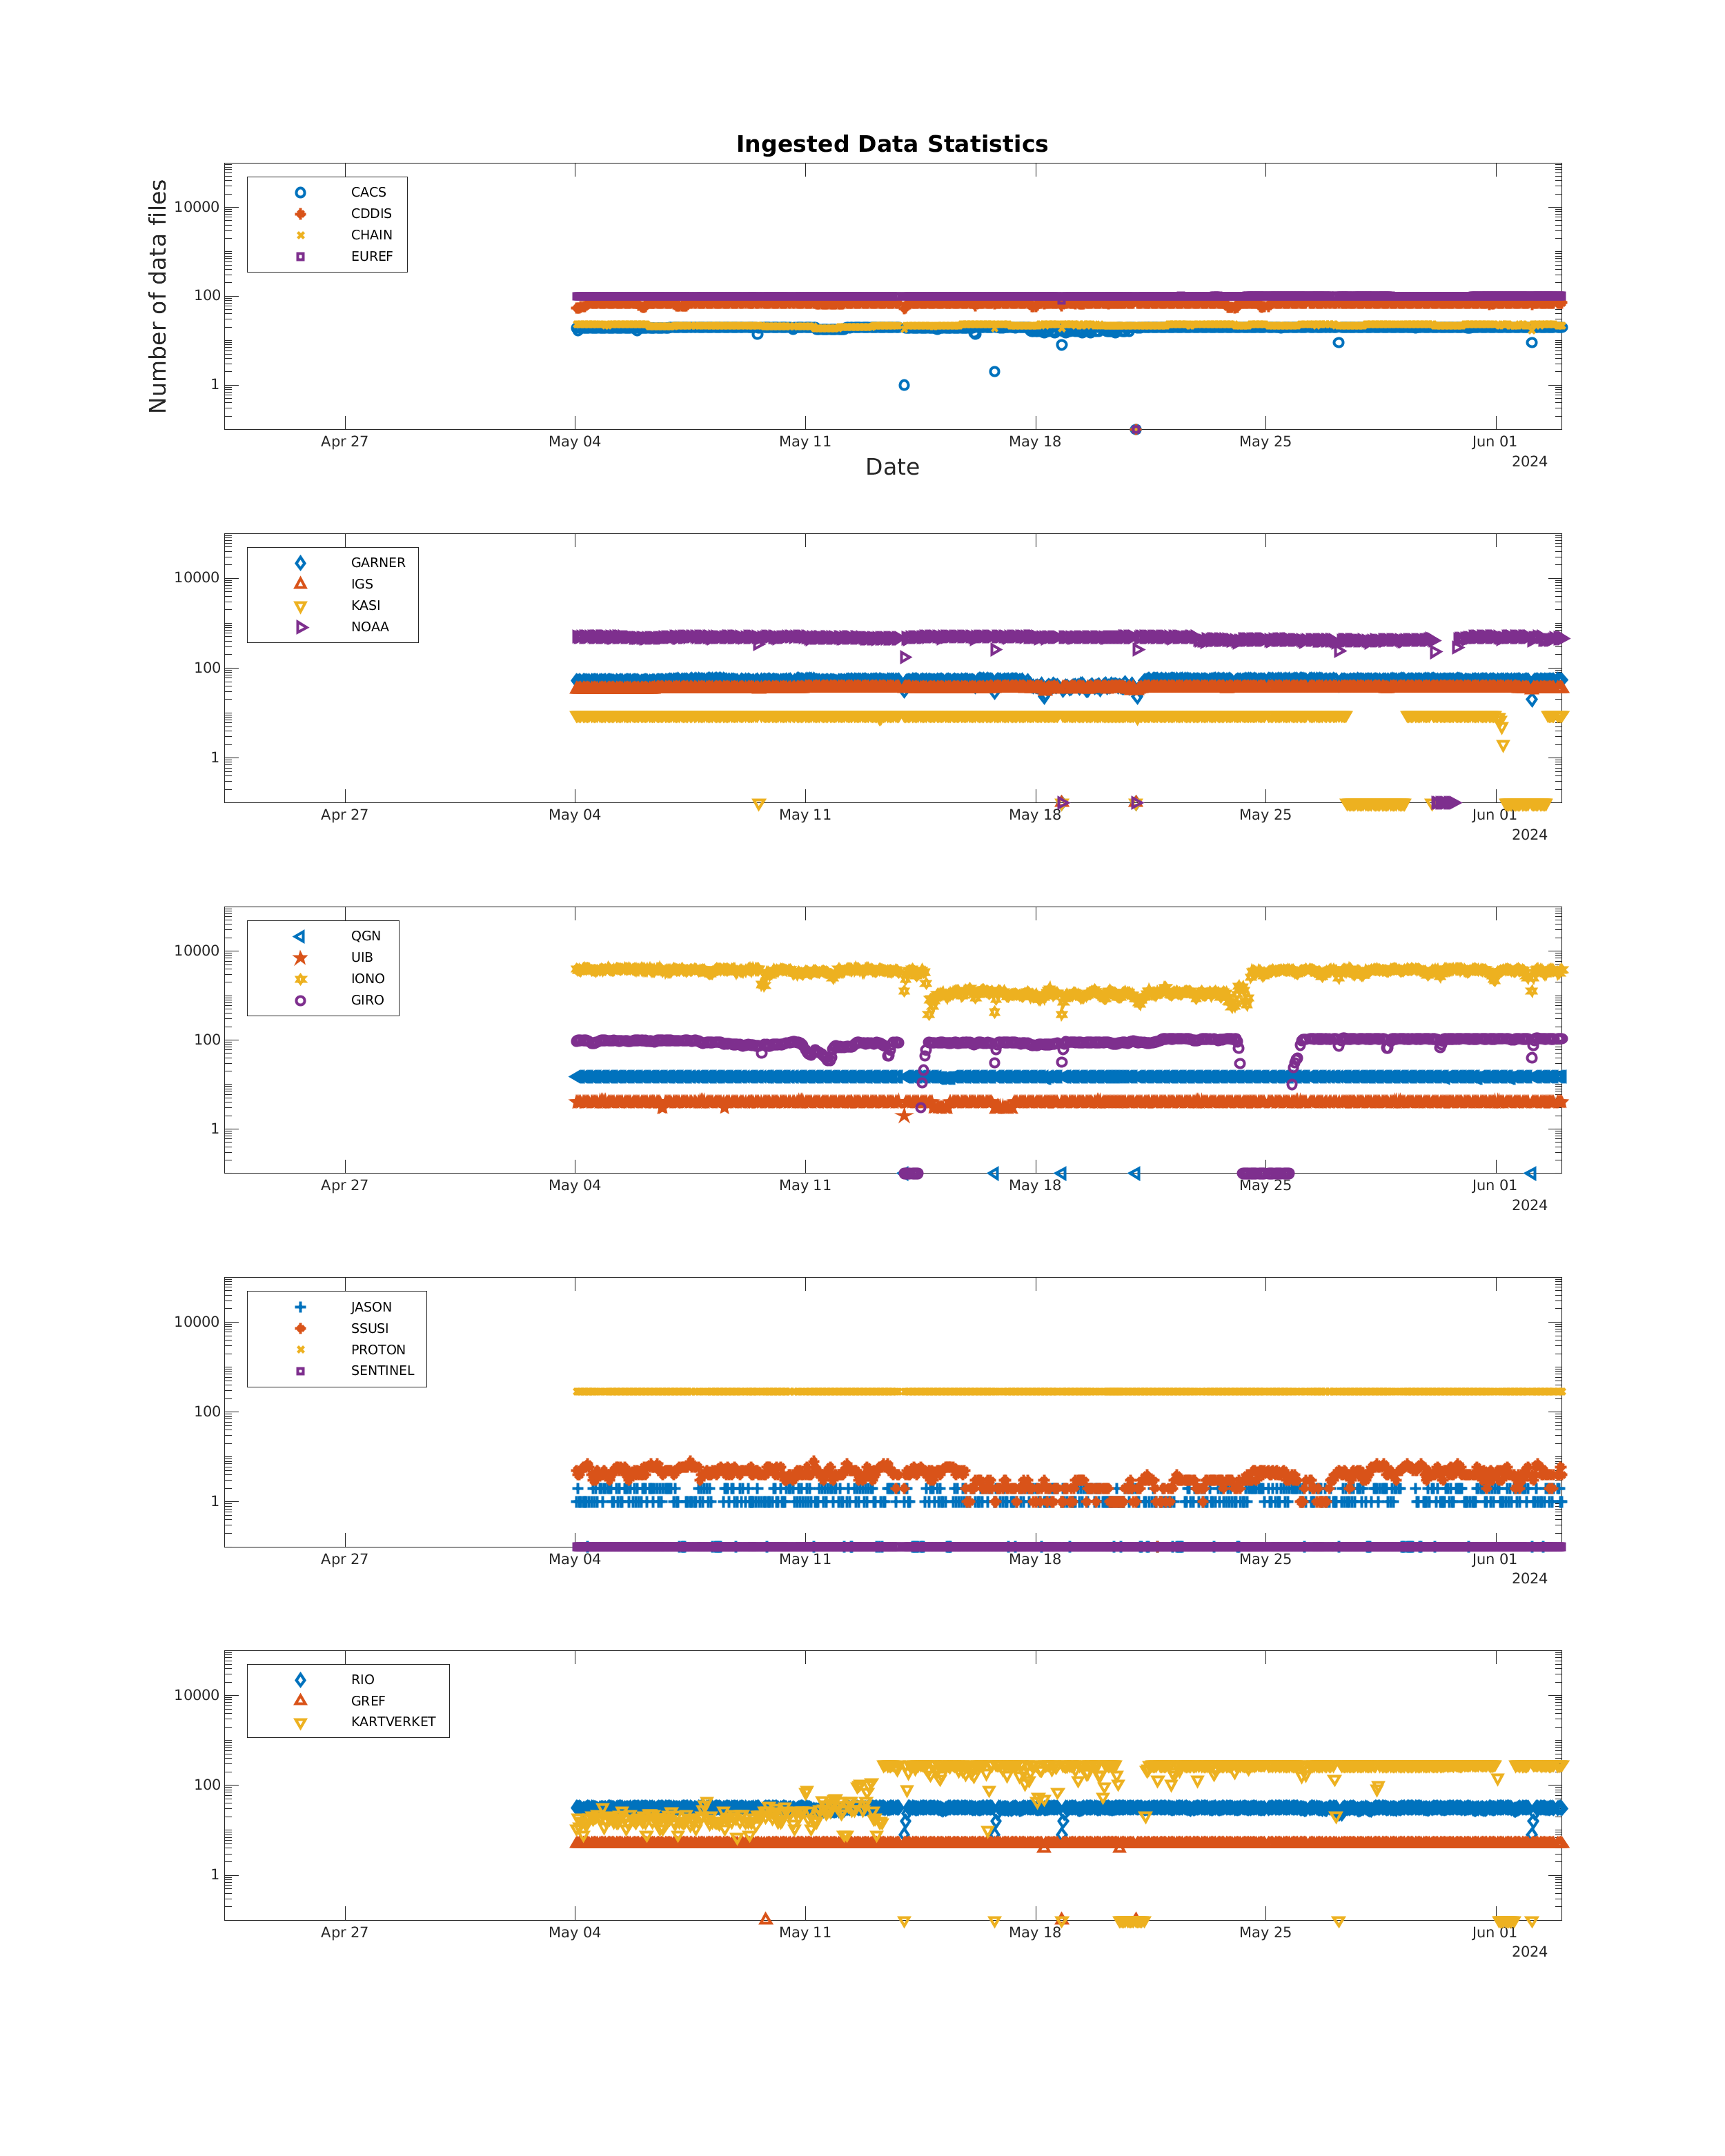 Ingested Data Statistics
Number of data files
10000
100
1
CACS
CDDIS
CHAIN
EUREF
Apr 27
May 04
May 11
May 18
May 25
Jun 01
2024
Date
10000
100
1
GARNER
IGS
KASI
NOAA
Apr 27
May 04
May 11
May 18
May 25
Jun 01
2024
10000
100
1
QGN
UIB
IONO
GIRO
Apr 27
May 04
May 11
May 18
May 25
Jun 01
2024
10000
100
1
JASON
SSUSI
PROTON
SENTINEL
Apr 27
May 04
May 11
May 18
May 25
Jun 01
2024
10000
100
1
RIO
GREF
KARTVERKET
Apr 27
May 04
May 11
May 18
May 25
Jun 01
2024